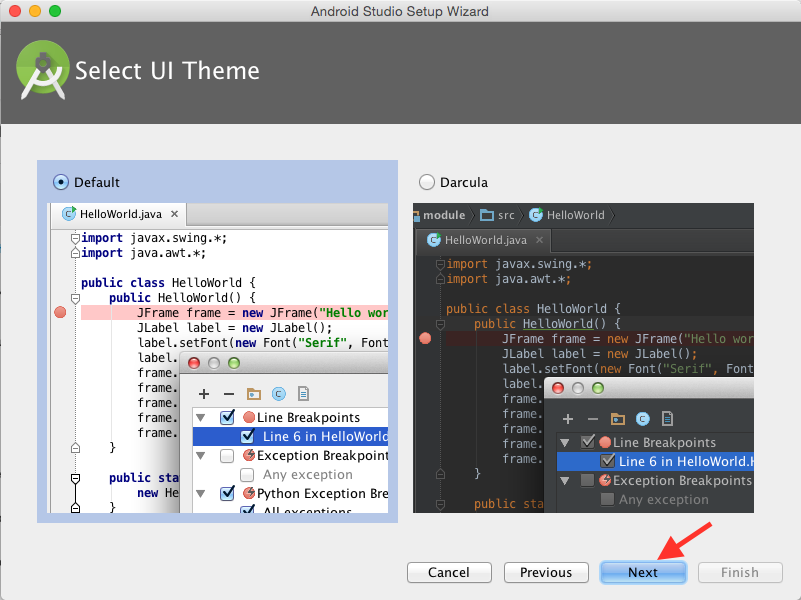 Android Studio Setup Wizard
Select UI Theme
Default
HelloWorld.java
import javax.swing.*;
import java.awt.*;
public class HelloWorld {
public HelloWorld() {
JFrame frame = new JFrame("Hello wor
JLabel label = new JLabel();
label.setFont(new Font("Serif", Font
label.
frame.
frame.
frame.
frame.
frame.
}
public sta
new He
}
Line Breakpoints
Line 6 in HelloWorld
Exception Breakpoint
Any exception
Python Exception Bre
All exceptions
Darcula
module
src
HelloWorld
HelloWorld.java
import javax.swing.*;
import java.awt.*;
public class HelloWorld {
public HelloWorld() {
JFrame frame = new JFrame("Hello wor
JLabel label = new JLabel();
label.setFont(new Font("Serif", Font
label.
frame.
frame.
frame.
frame.
frame.
}
public sta
Line Breakpoints
Line 6 in HelloWorld.H
Exception Breakpoints
Any exception
Cancel
Previous
Next
Finish